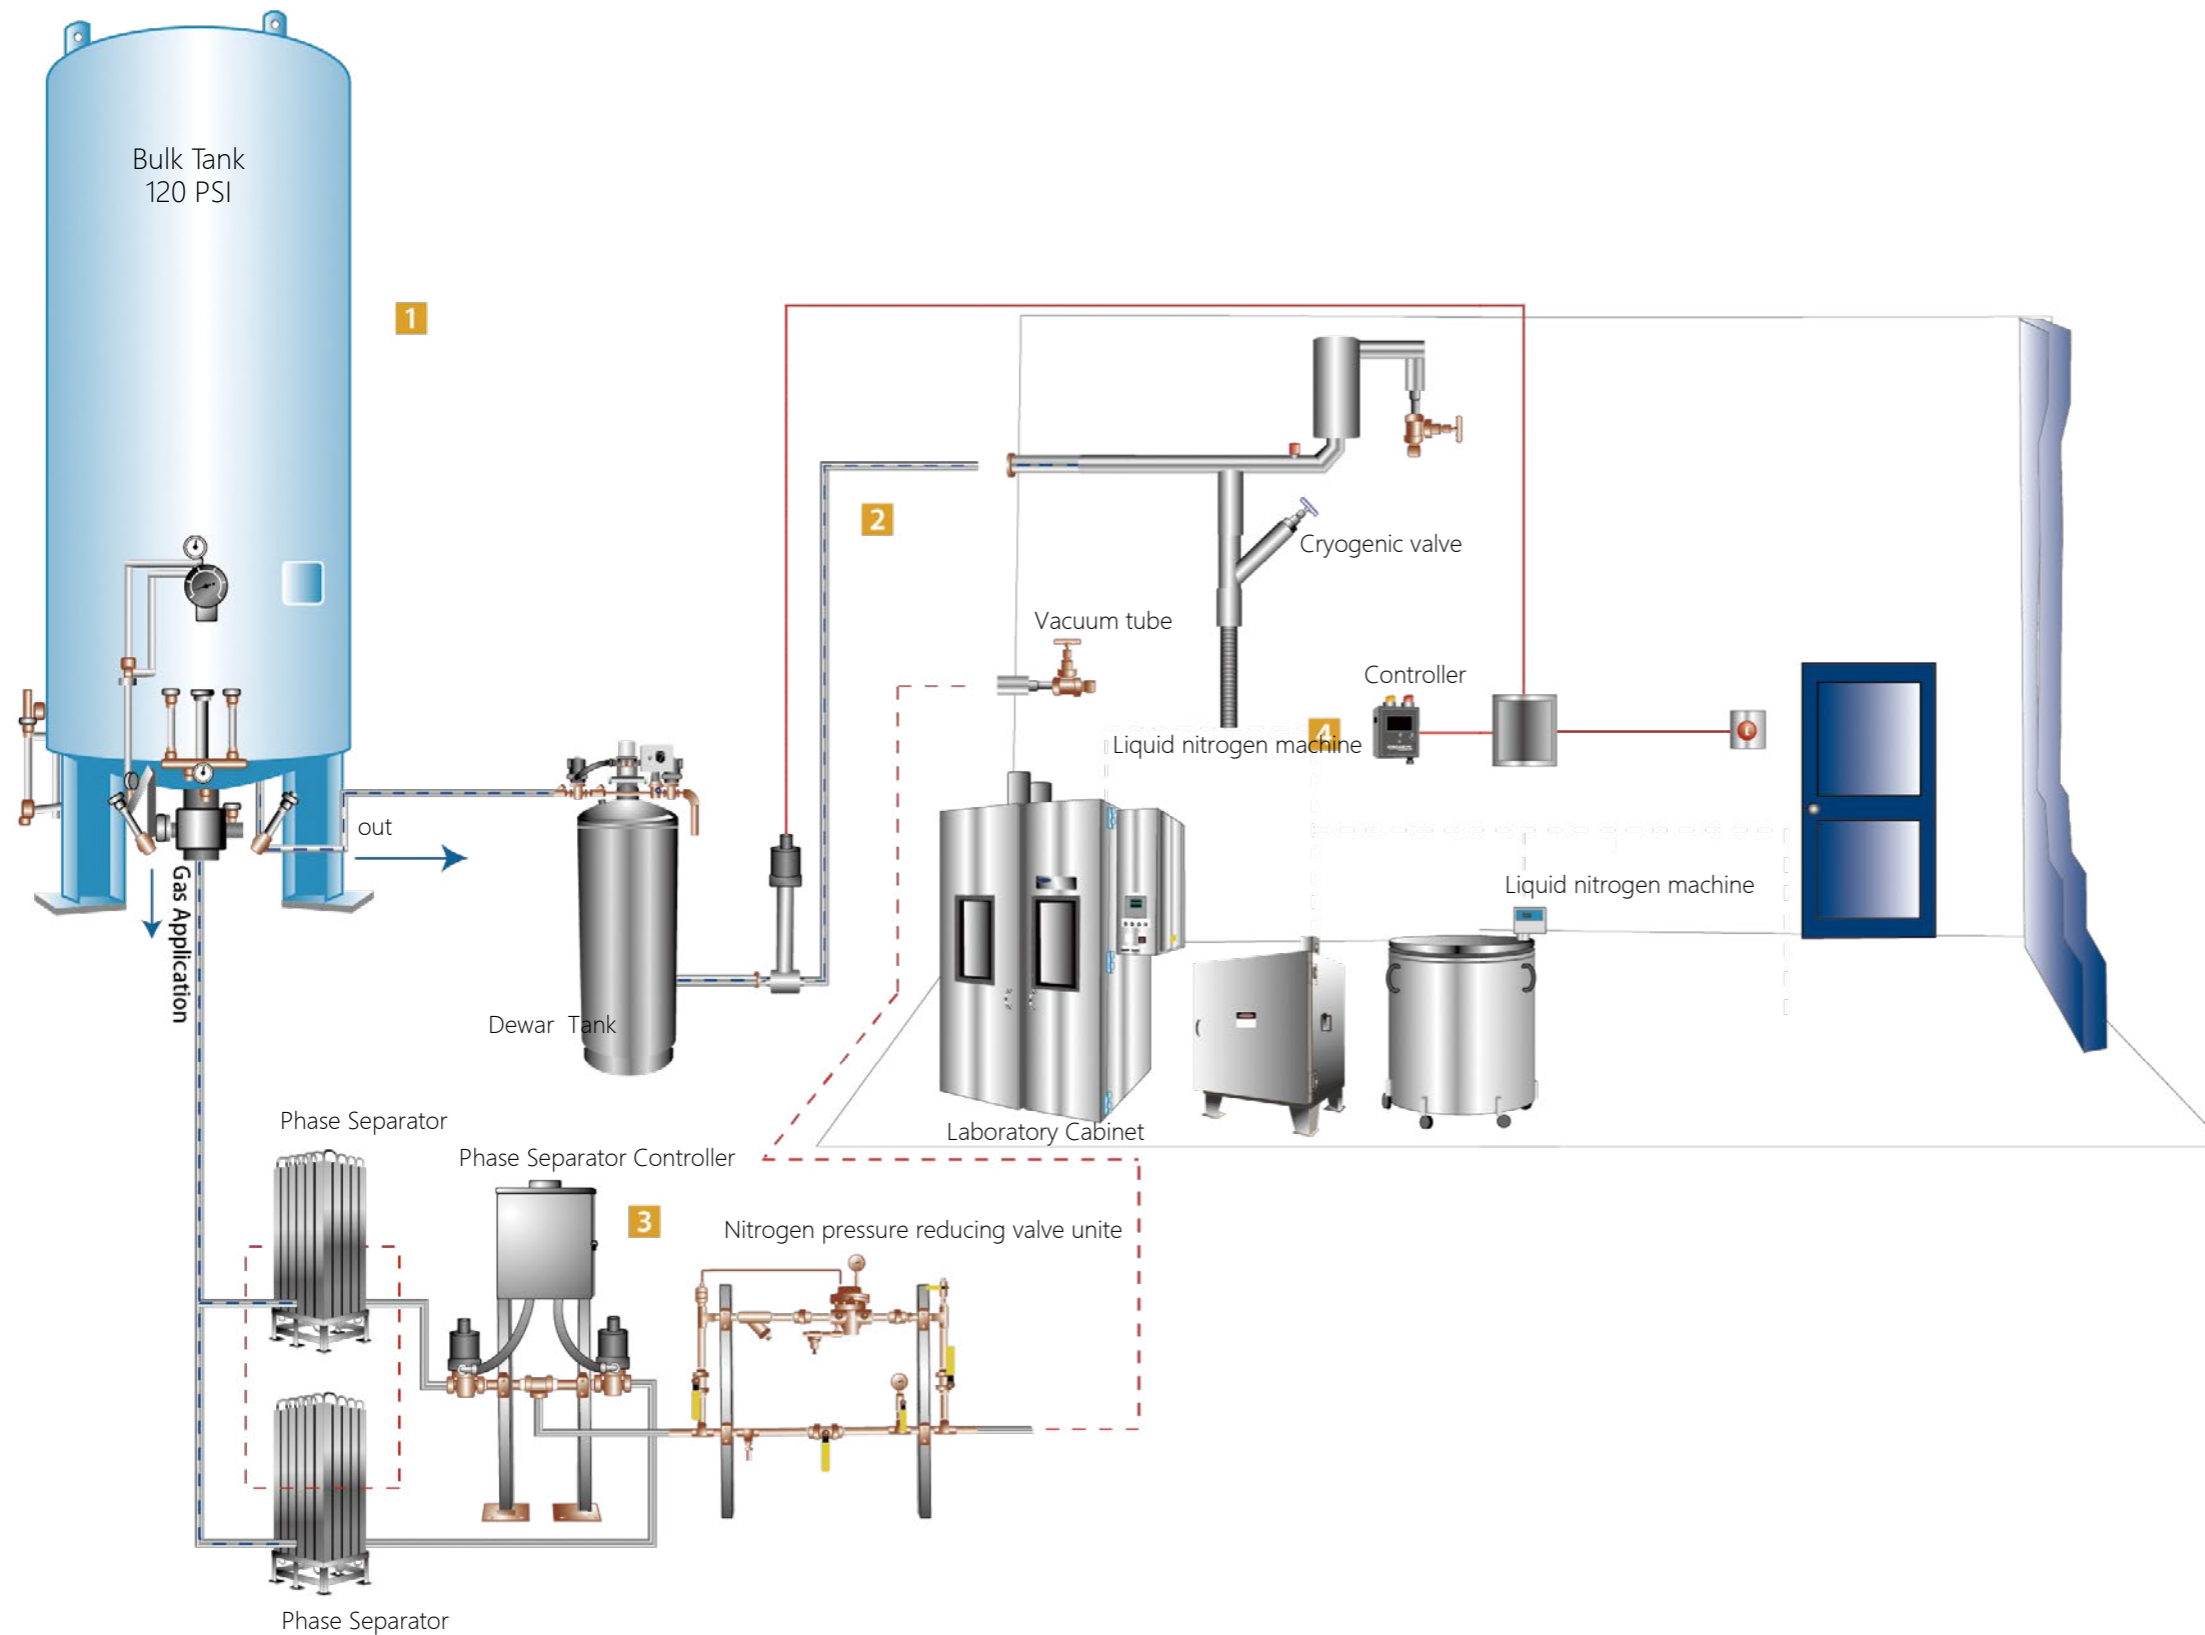 Bulk Tank
120 PSI
1
2
Cryogenic valve
Vacuum tube
Controller
4
Liquid nitrogen machine
E
out
Gas Application
Liquid nitrogen machine
Dewar Tank
Phase Separator
Laboratory Cabinet
Phase Separator Controller
3
Nitrogen pressure reducing valve unite
Phase Separator